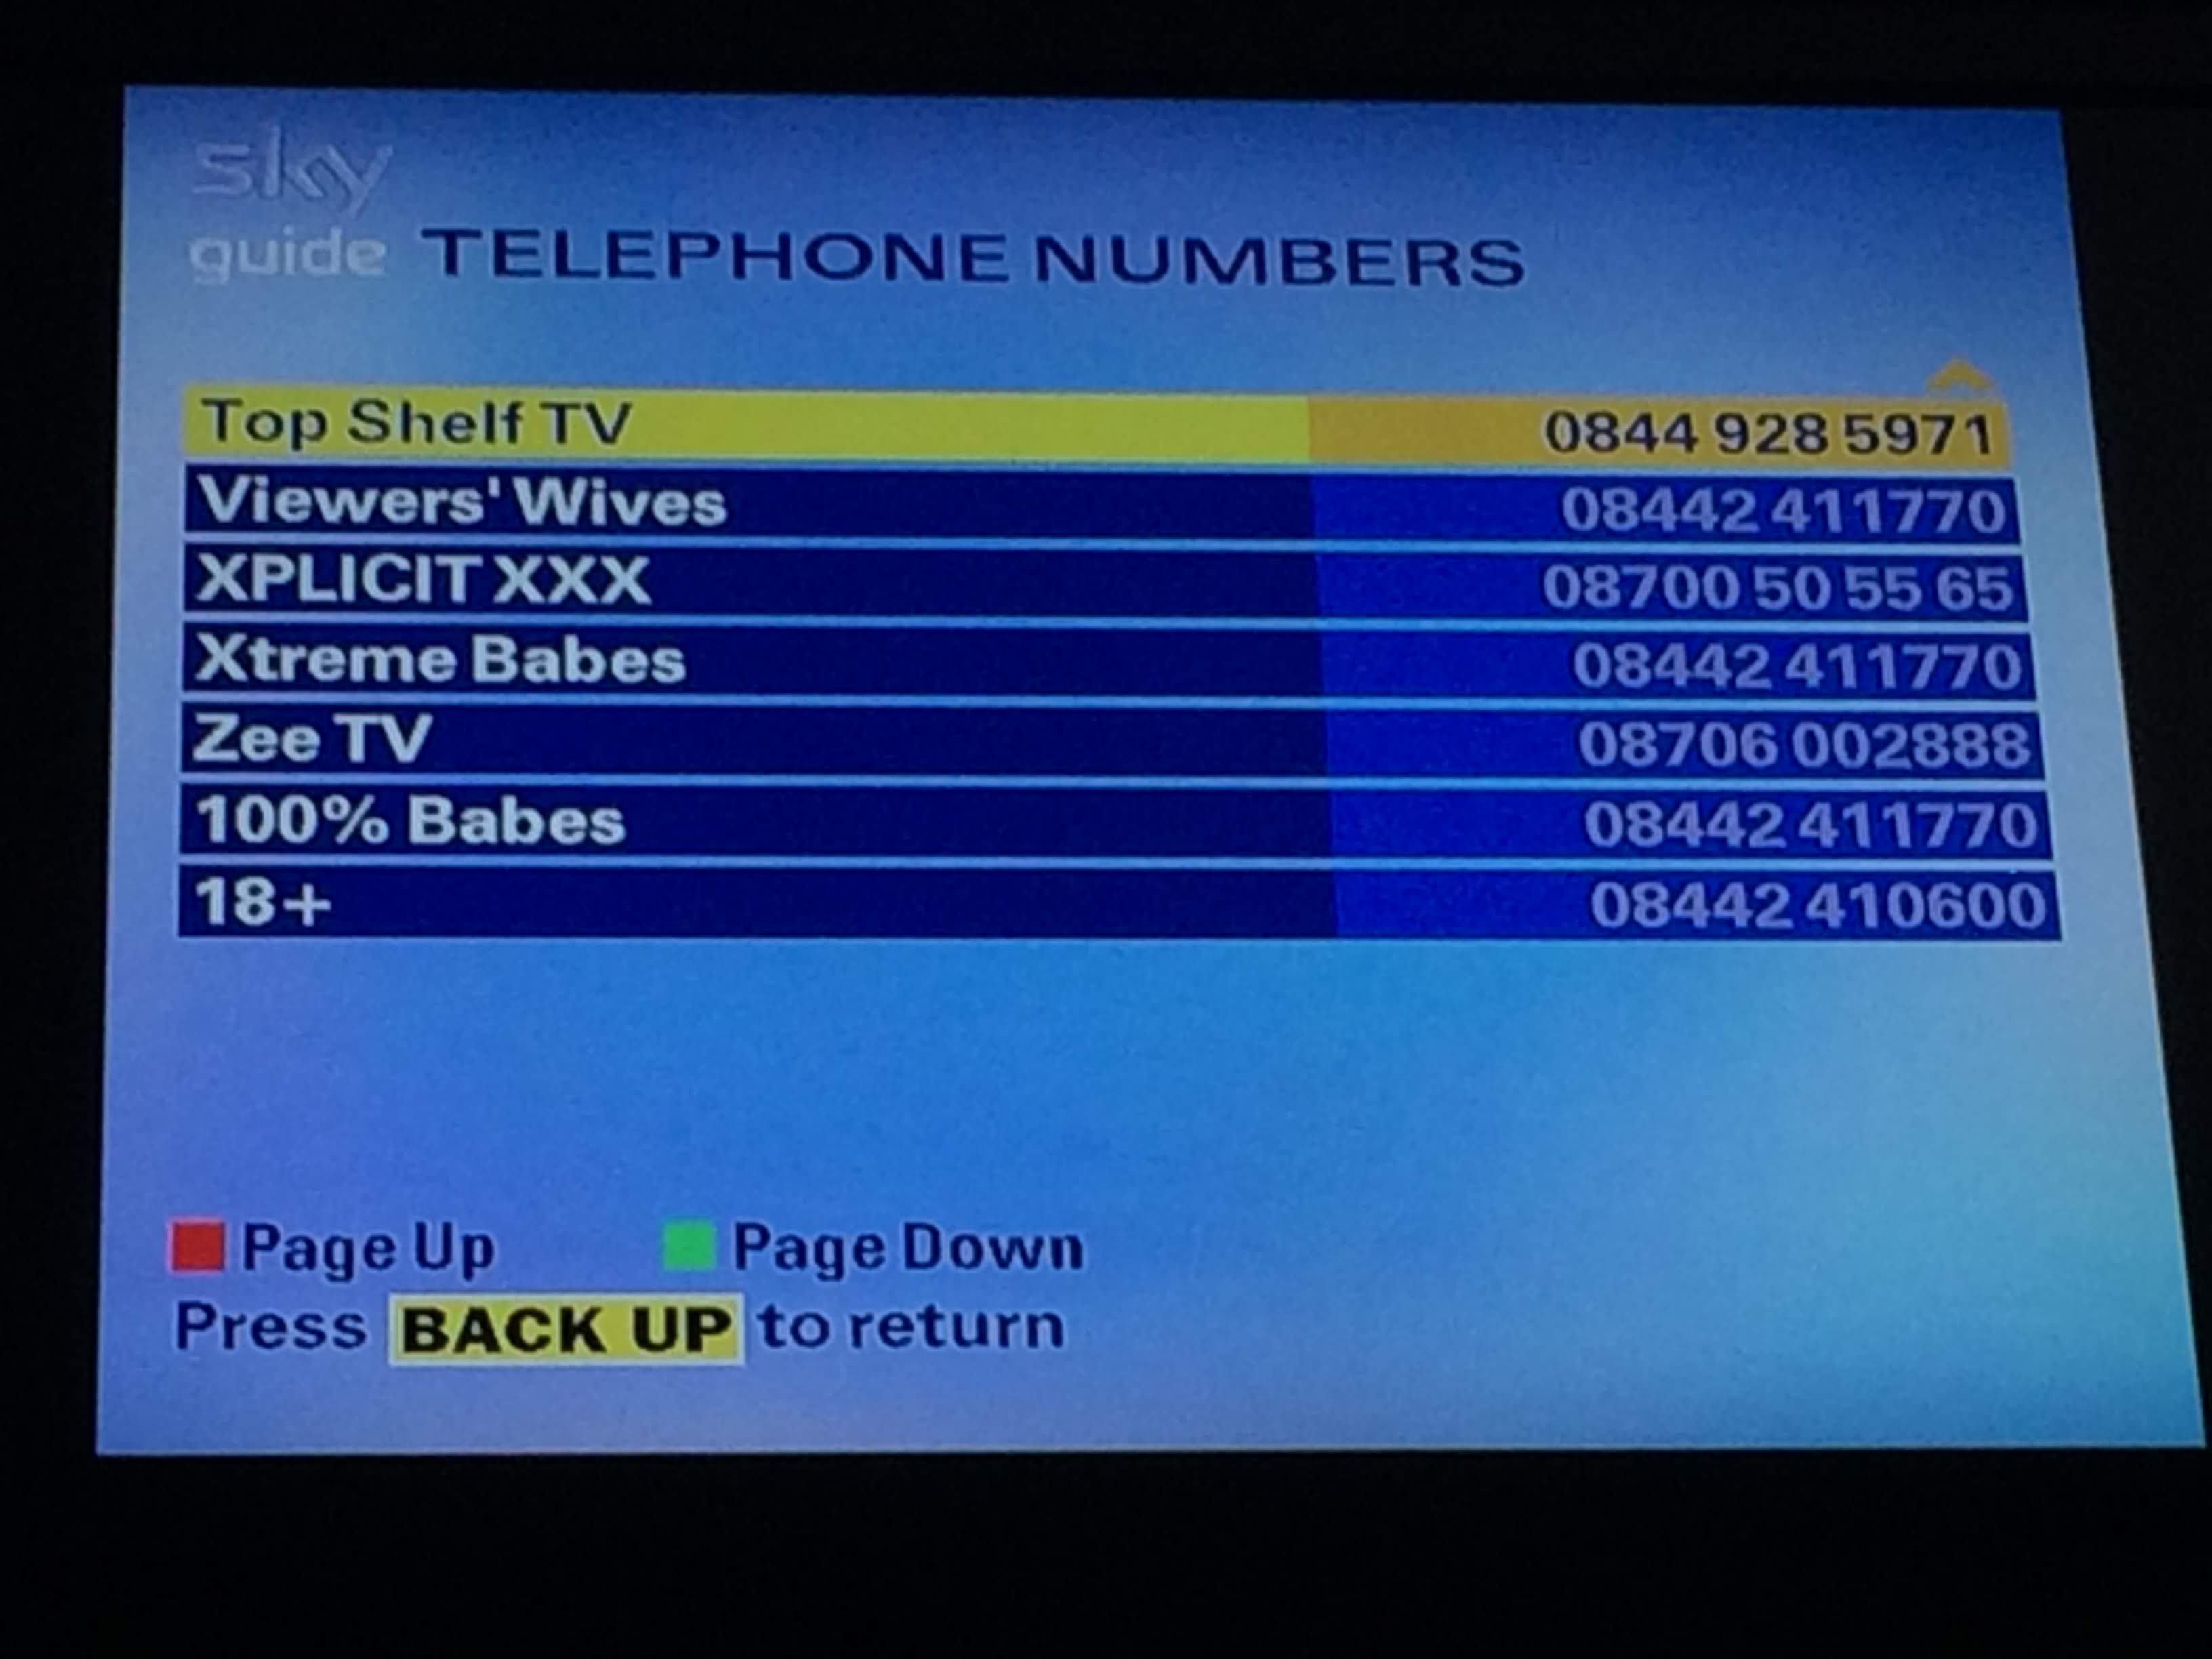 sky
guide TELEPHONE NUMBERS
Top Shelf TV 0844 928 5971
Viewers' Wives 08442 411770
XPLICIT XXX 08700 50 55 65
Xtreme Babes 08442 411770
Zee TV 08706 002888
100% Babes 08442 411770
18+ 08442 410600
Page Up Page Down
Press BACK UP to return